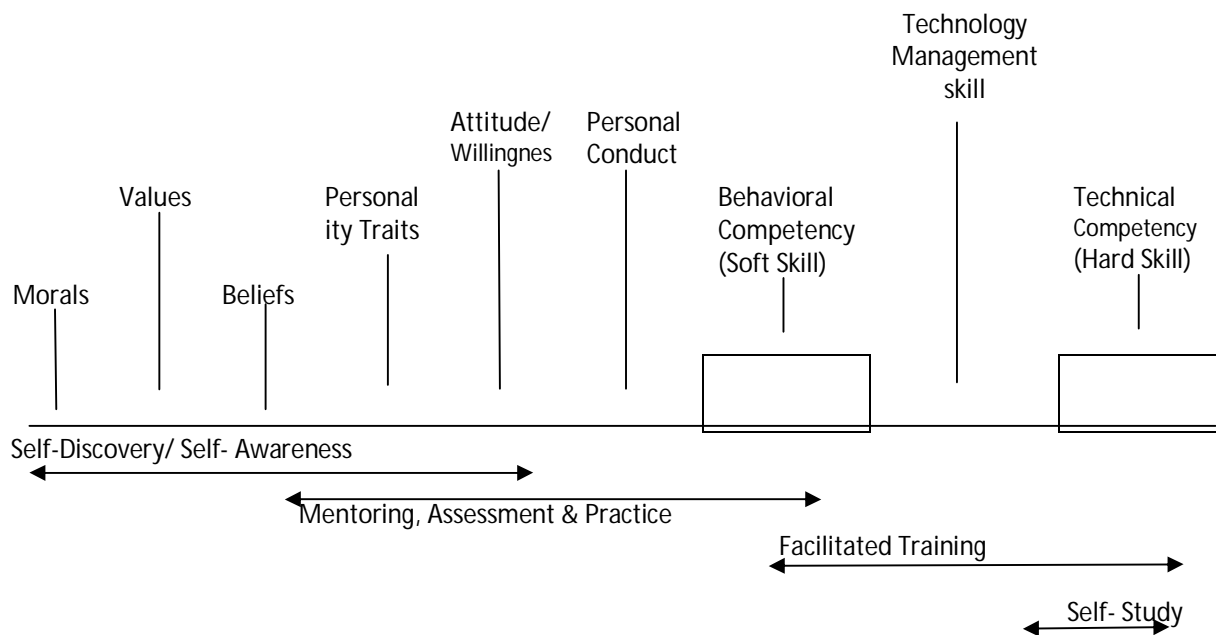 Technology
Management
skill
Attitude/
Willingnes
Personal
Conduct
Values
Personal
ity Traits
Behavioral
Competency
(Soft Skill)
Technical
Competency
(Hard Skill)
Morals
Beliefs
Self-Discovery/ Self- Awareness
Mentoring, Assessment & Practice
Facilitated Training
Self- Study